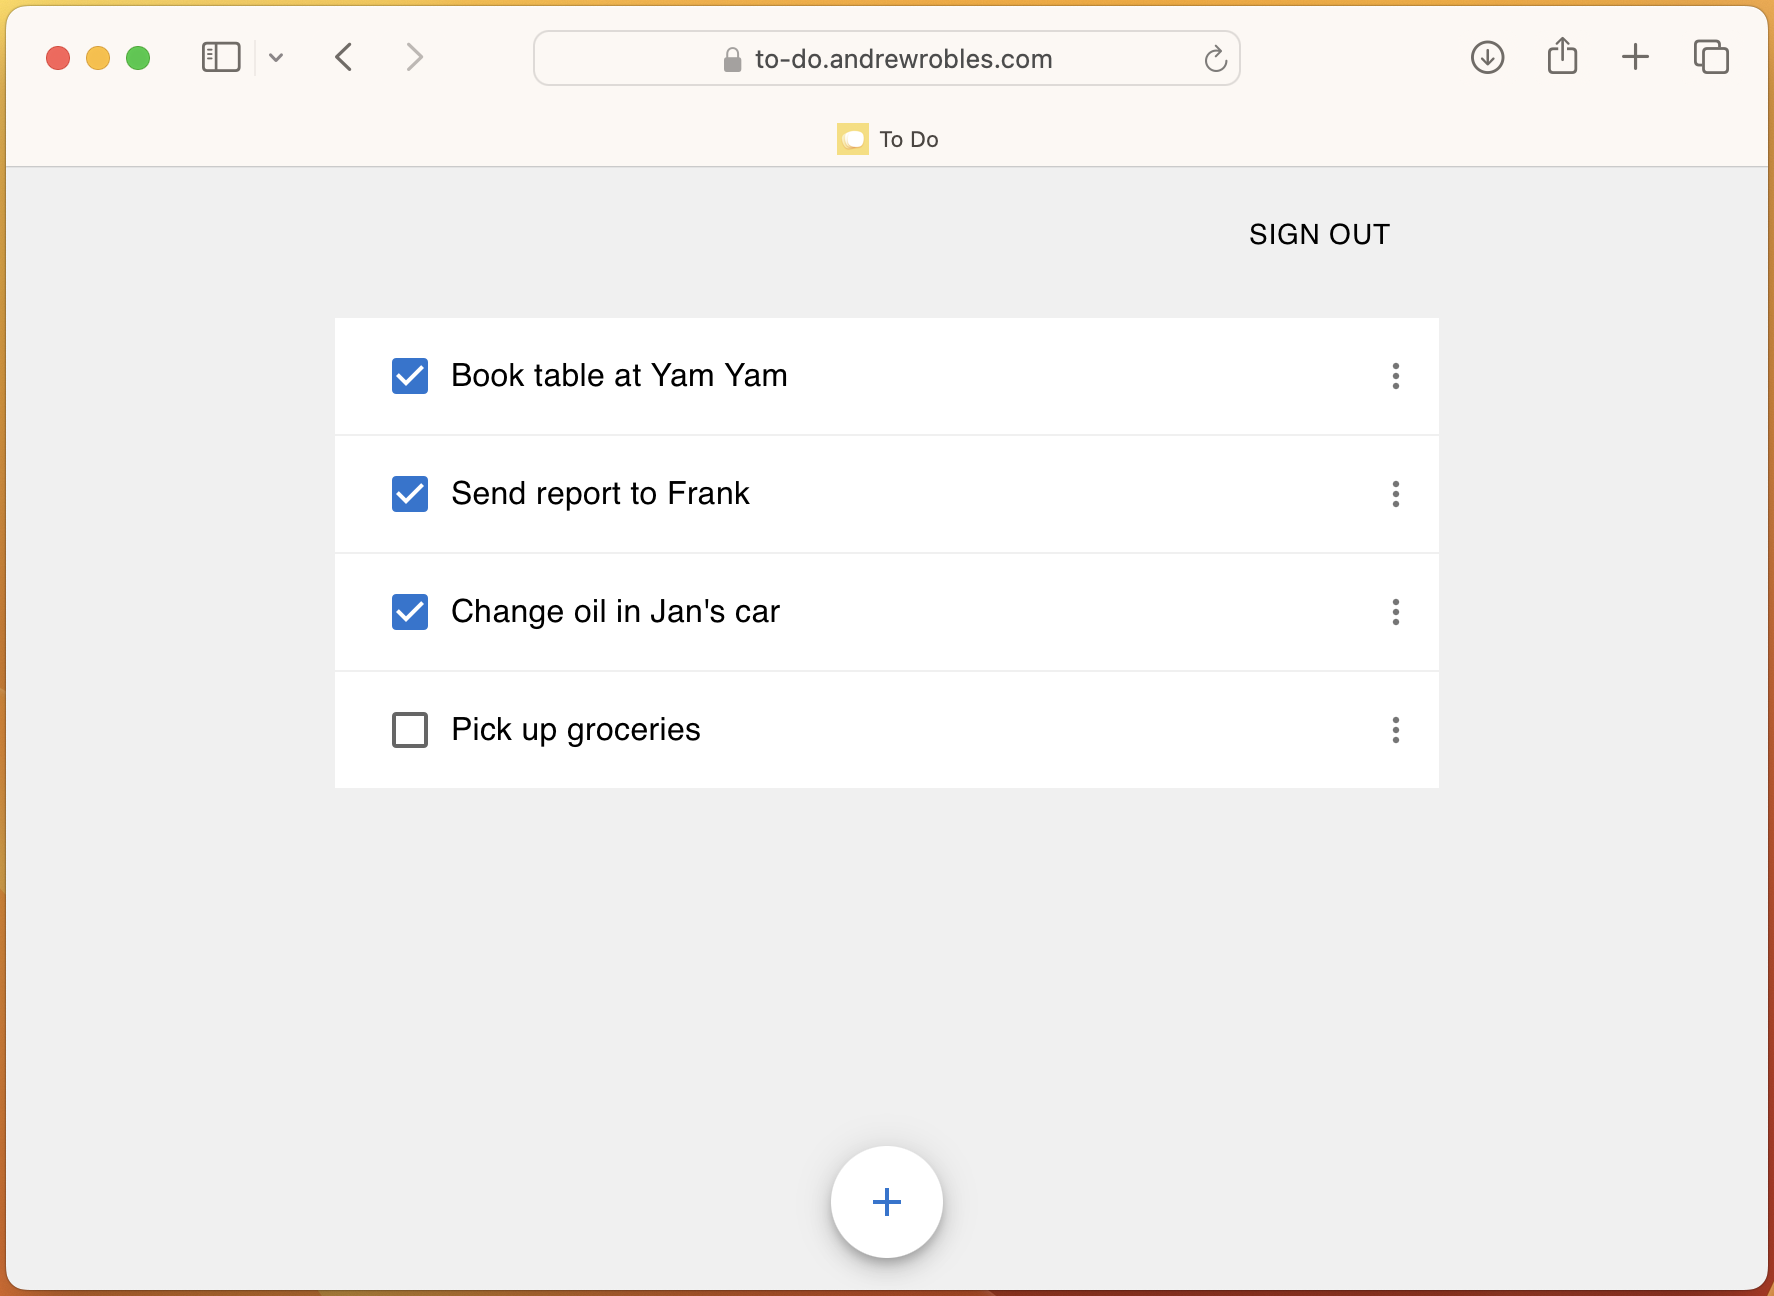 to-do.andrewrobles.com
To Do
SIGN OUT
Book table at Yam Yam
Send report to Frank
Change oil in Jan's car
Pick up groceries